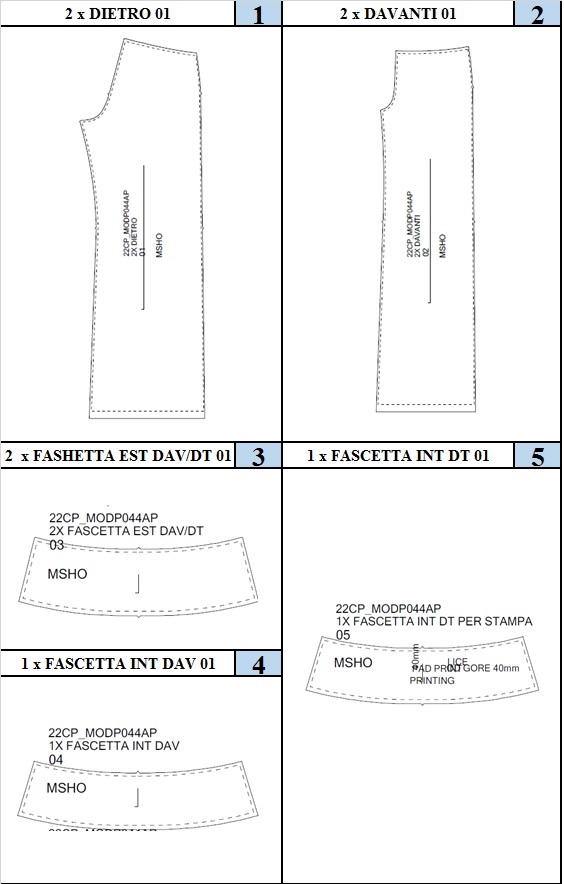 2 x DIETRO 01
1
22CP_MODP044AP
2X DIETRO
01
MSHO
2 x DAVANTI 01
2
22CP_MODP044AP
2X DAVANTI
02
MSHO
2 x FASHETTA EST DAV/DT 01
3
22CP_MODP044AP
2X FASCETTA EST DAV/DT
03
MSHO
1 x FASCETTA INT DAV 01
4
22CP_MODP044AP
1X FASCETTA INT DAV
04
MSHO
1 x FASCETTA INT DT 01
5
22CP_MODP044AP
1X FASCETTA INT DT PER STAMPA
05
MSHO
PAD PRINT GORE 40mm
PRINTING